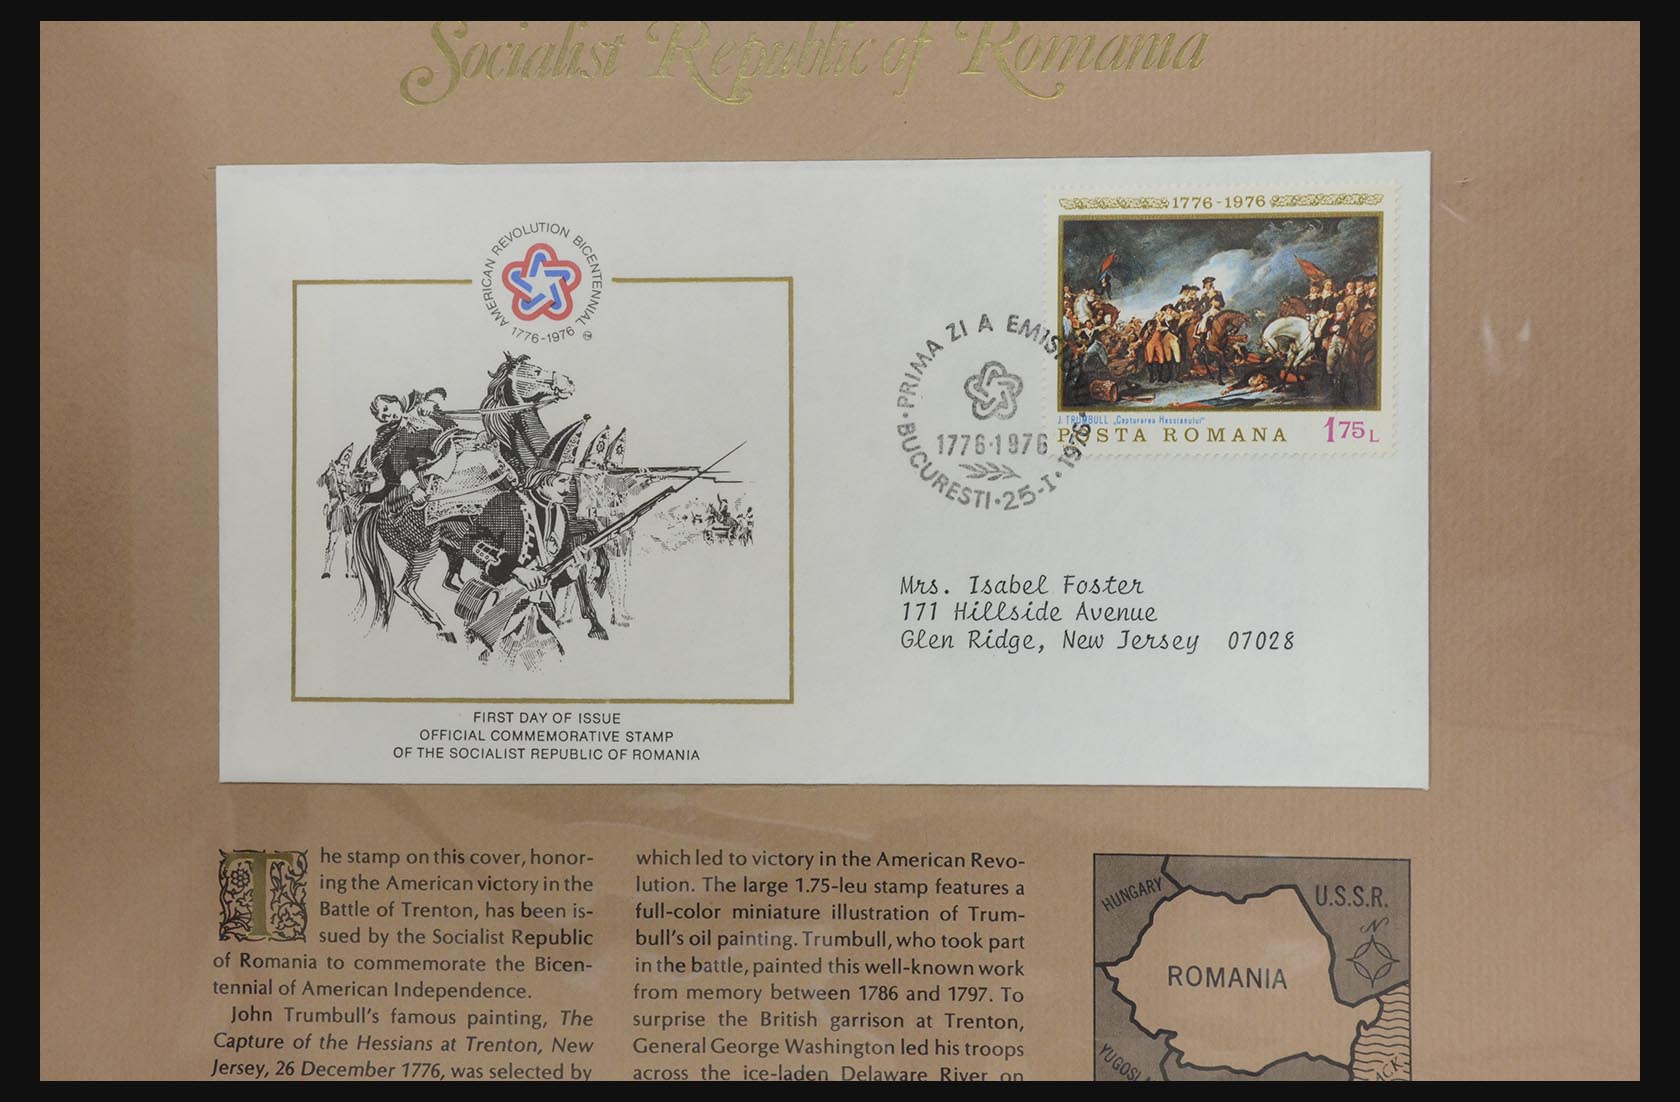 Socialist Republic of Romania
AMERICAN REVOLUTION BICENTENNIAL
1776-1976
1776-1976
J. TRUMBULL „Capturarea Hessianului"
POSTA ROMANA 1.75 L
PRIMA ZI A EMIS
1776·1976
BUCURESTI·25-I·1976
Mrs. Isabel Foster
171 Hillside Avenue
Glen Ridge, New Jersey 07028
FIRST DAY OF ISSUE
OFFICIAL COMMEMORATIVE STAMP
OF THE SOCIALIST REPUBLIC OF ROMANIA
The stamp on this cover, honor-
ing the American victory in the
Battle of Trenton, has been is-
sued by the Socialist Republic
of Romania to commemorate the Bicen-
tennial of American Independence.
John Trumbull's famous painting, The
Capture of the Hessians at Trenton, New
Jersey, 26 December 1776, was selected by
which led to victory in the American Revo-
lution. The large 1.75-leu stamp features a
full-color miniature illustration of Trum-
bull's oil painting. Trumbull, who took part
in the battle, painted this well-known work
from memory between 1786 and 1797. To
surprise the British garrison at Trenton,
General George Washington led his troops
across the ice-laden Delaware River on
HUNGARY
U.S.S.R.
N
ROMANIA